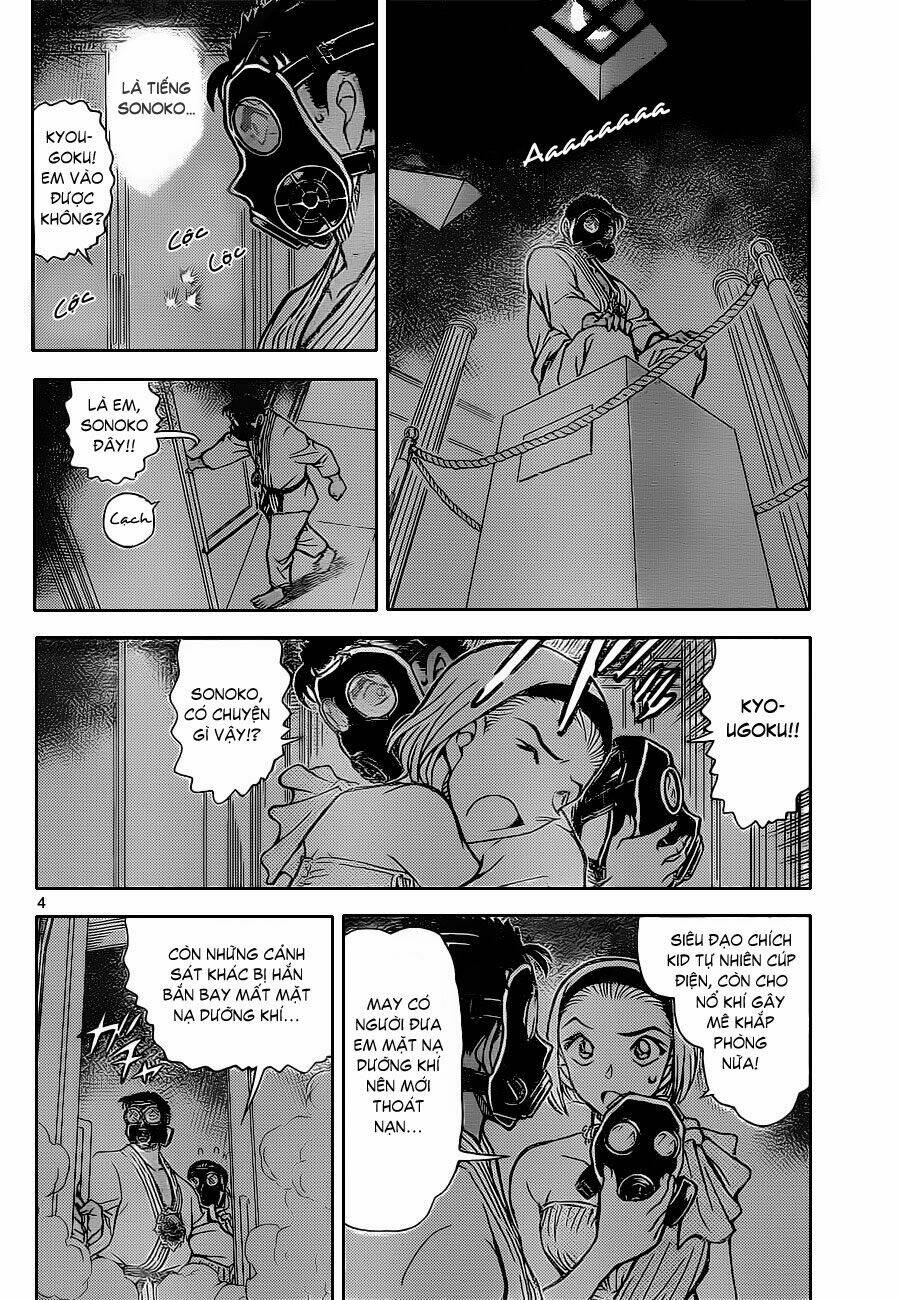 Aaaaaaaa
LÀ TIẾNG
SONOKO...
KYOU-
GOKU!
EM VÀO
ĐƯỢC
KHÔNG?
Cộc
Cộc
Cộc
LÀ EM,
SONOKO
ĐÂY!!
Cạch
KYO-
UGOKU!!
SONOKO,
CÓ CHUYỆN
GÌ VẬY!?
4
SIÊU ĐẠO CHÍCH
KID TỰ NHIÊN CÚP
ĐIỆN, CÒN CHO
NỔ KHÍ GÂY
MÊ KHẮP
PHÒNG
NỮA!
MAY CÓ
NGƯỜI ĐƯA
EM MẶT NẠ
DƯỠNG KHÍ
NÊN MỚI
THOÁT
NẠN...
CÒN NHỮNG CẢNH
SÁT KHÁC BỊ HẮN
BẮN BAY MẤT MẶT
NẠ DƯỠNG KHÍ...